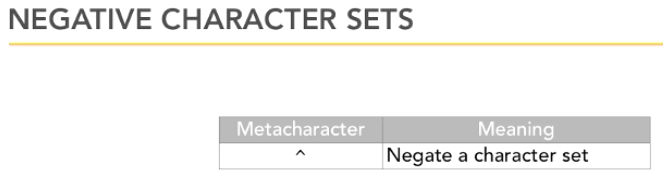 NEGATIVE CHARACTER SETS
Metacharacter Meaning
^ Negate a character set